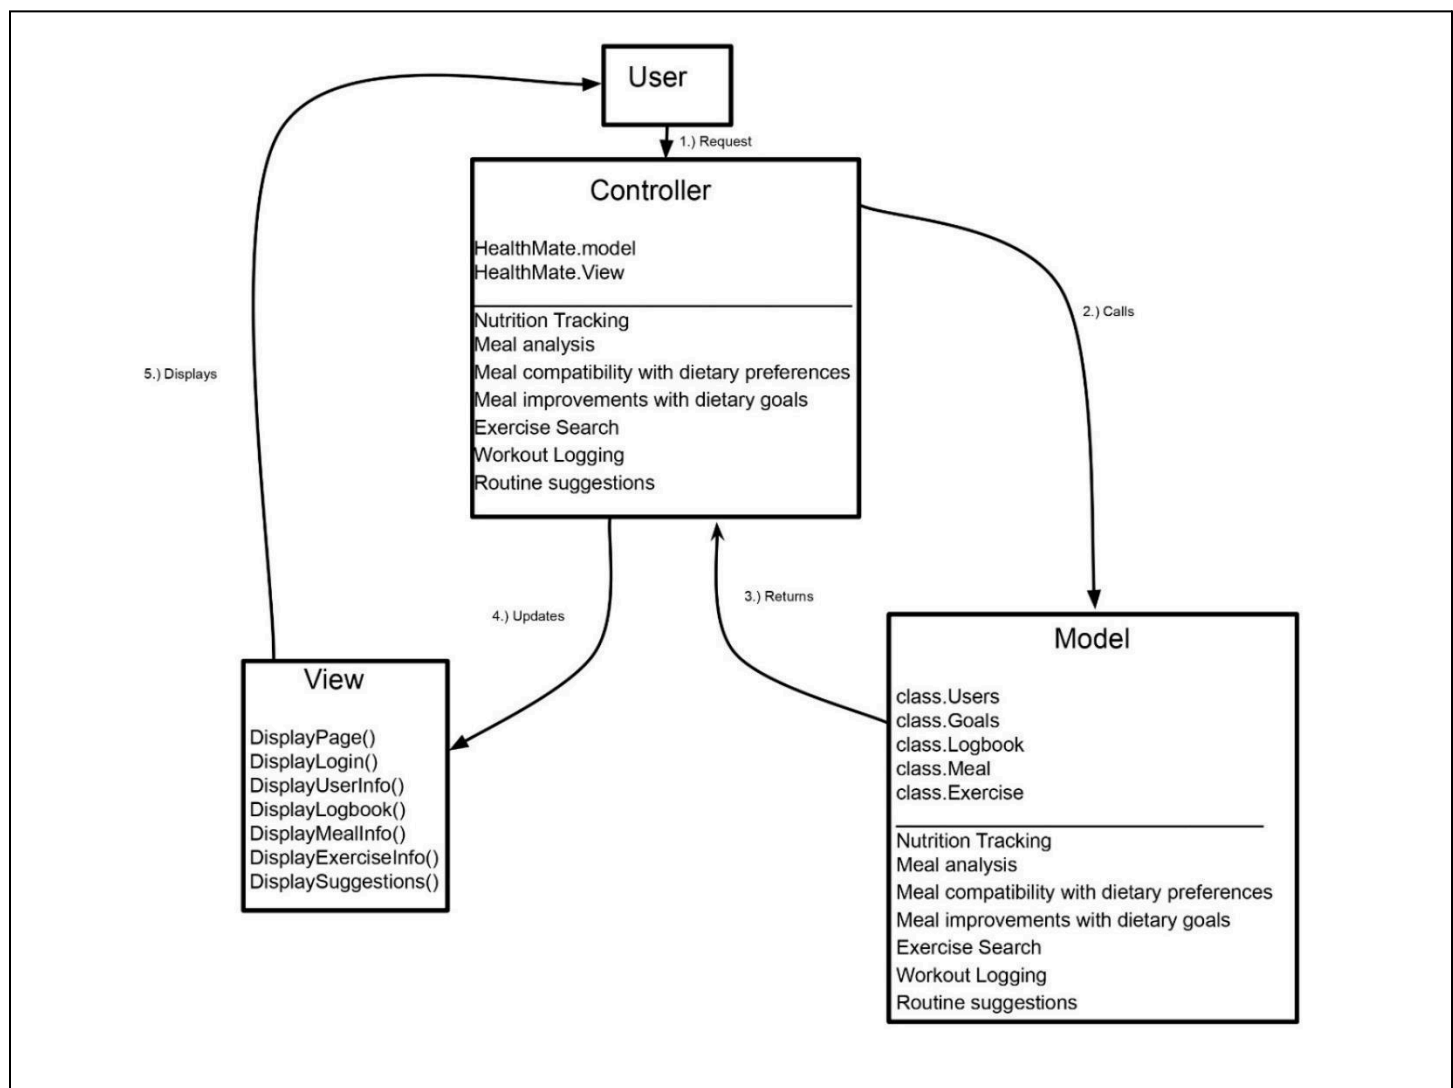 User
1.) Request
Controller
HealthMate.model
HealthMate.View
Nutrition Tracking
Meal analysis
Meal compatibility with dietary preferences
Meal improvements with dietary goals
Exercise Search
Workout Logging
Routine suggestions
2.) Calls
5.) Displays
3.) Returns
4.) Updates
View
DisplayPage()
DisplayLogin()
DisplayUserInfo()
DisplayLogbook()
DisplayMealInfo()
DisplayExerciseInfo()
DisplaySuggestions()
Model
class.Users
class.Goals
class.Logbook
class.Meal
class.Exercise
Nutrition Tracking
Meal analysis
Meal compatibility with dietary preferences
Meal improvements with dietary goals
Exercise Search
Workout Logging
Routine suggestions